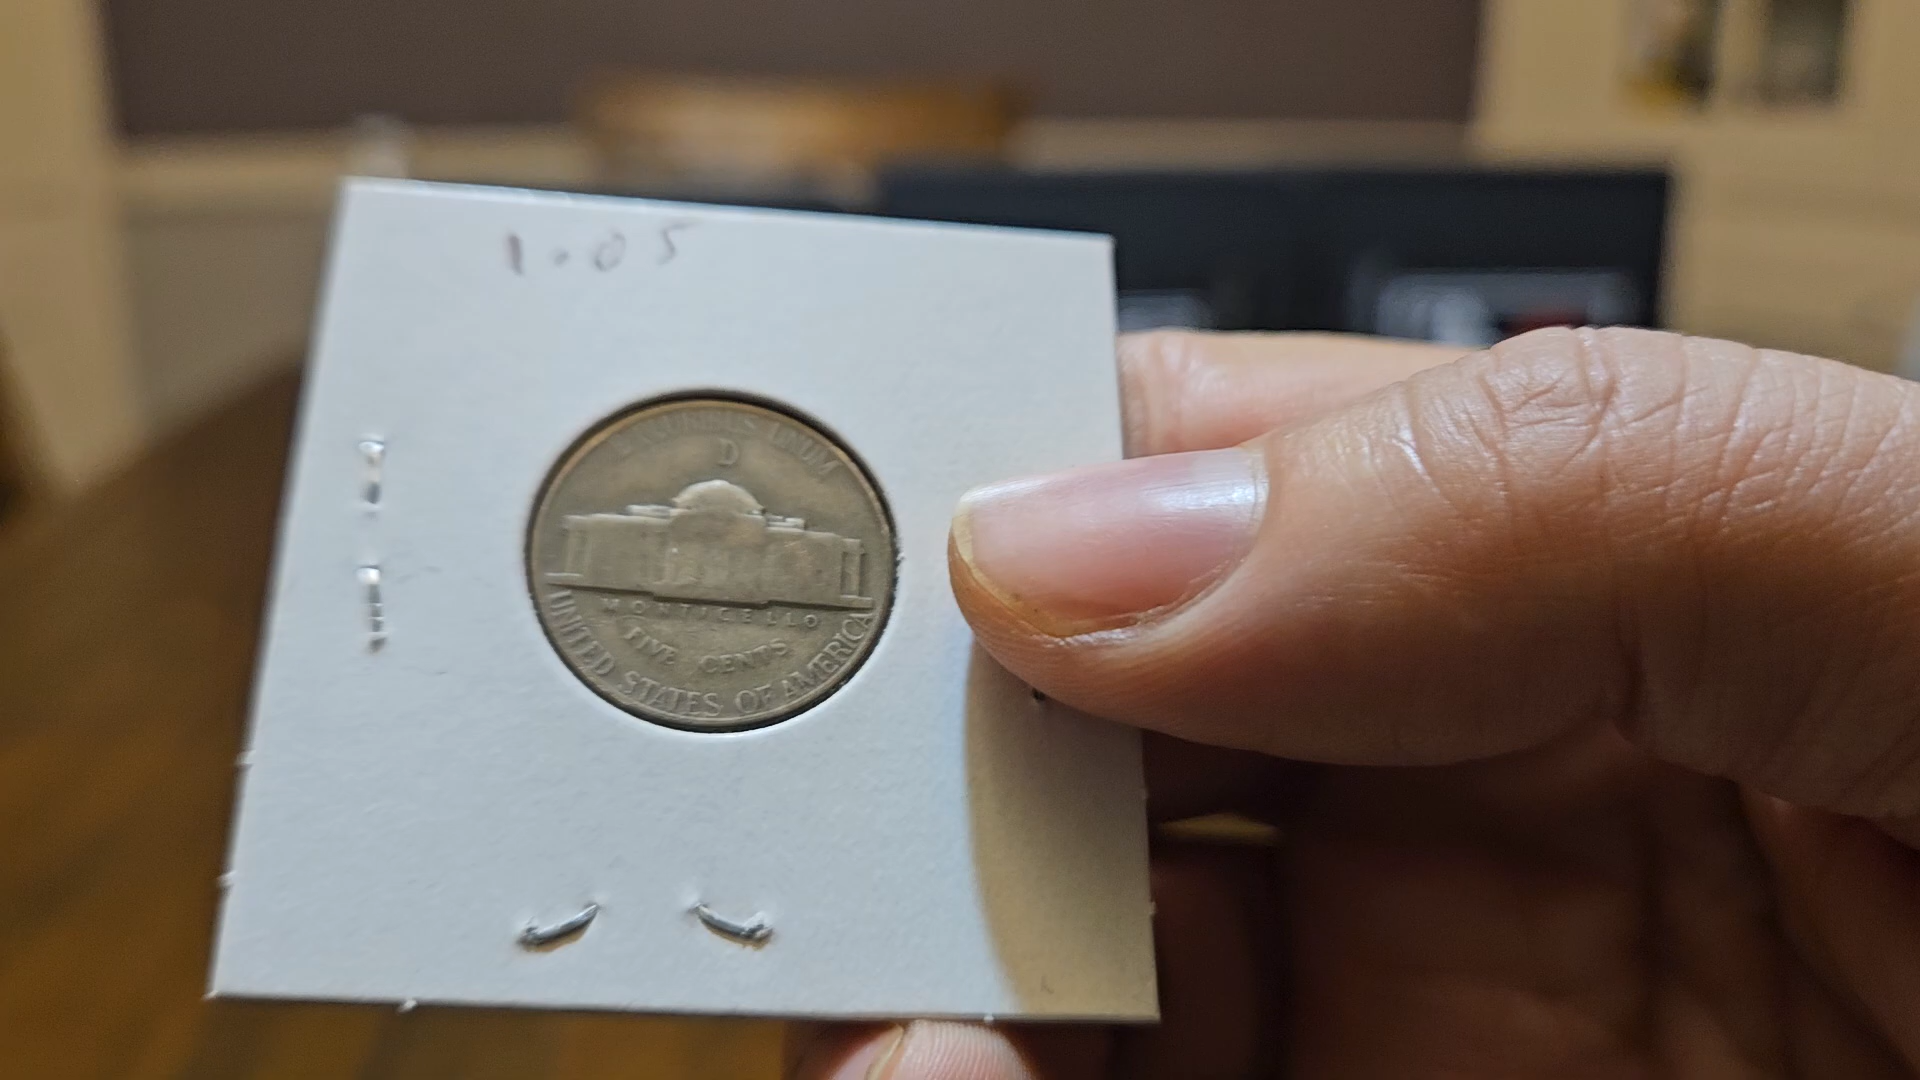 1.05
E PLURIBUS UNUM
D
MONTICELLO
FIVE CENTS
UNITED STATES OF AMERICA